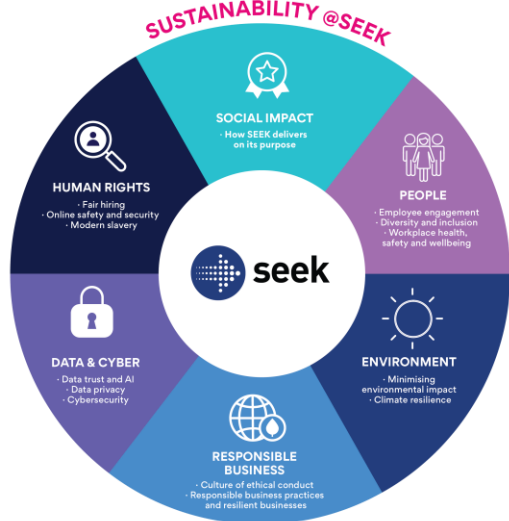 SUSTAINABILITY @SEEK
SOCIAL IMPACT
· How SEEK delivers
on its purpose
PEOPLE
· Employee engagement
· Diversity and inclusion
· Workplace health,
safety and wellbeing
ENVIRONMENT
· Minimising
environmental impact
· Climate resilience
RESPONSIBLE
BUSINESS
· Culture of ethical conduct
· Responsible business practices
and resilient businesses
DATA & CYBER
· Data trust and AI
· Data privacy
· Cybersecurity
HUMAN RIGHTS
· Fair hiring
· Online safety and security
· Modern slavery
seek